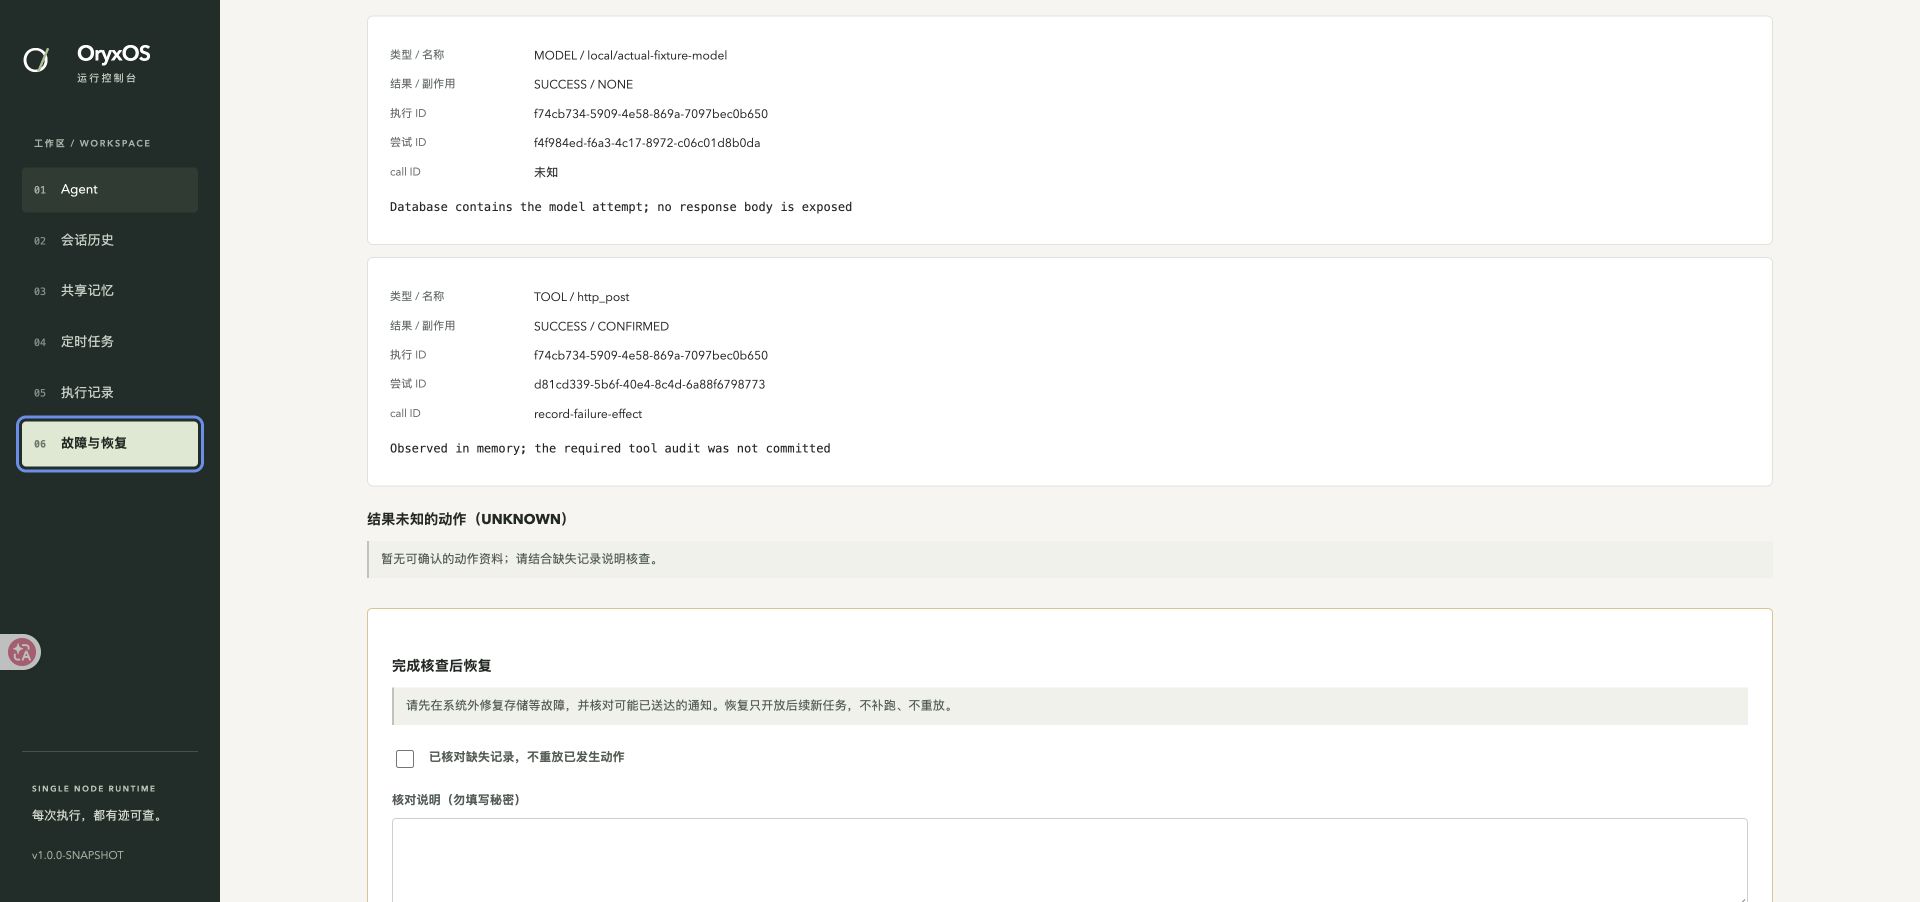 OryxOS
运行控制台
工作区 / WORKSPACE
01 Agent
02 会话历史
03 共享记忆
04 定时任务
05 执行记录
06 故障与恢复
SINGLE NODE RUNTIME
每次执行，都有迹可查。
v1.0.0-SNAPSHOT
类型 / 名称 MODEL / local/actual-fixture-model
结果 / 副作用 SUCCESS / NONE
执行 ID f74cb734-5909-4e58-869a-7097bec0b650
尝试 ID f4f984ed-f6a3-4c17-8972-c06c01d8b0da
call ID 未知
Database contains the model attempt; no response body is exposed
类型 / 名称 TOOL / http_post
结果 / 副作用 SUCCESS / CONFIRMED
执行 ID f74cb734-5909-4e58-869a-7097bec0b650
尝试 ID d81cd339-5b6f-40e4-8c4d-6a88f6798773
call ID record-failure-effect
Observed in memory; the required tool audit was not committed
结果未知的动作（UNKNOWN）
暂无可确认的动作资料；请结合缺失记录说明核查。
完成核查后恢复
请先在系统外修复存储等故障，并核对可能已送达的通知。恢复只开放后续新任务，不补跑、不重放。
已核对缺失记录，不重放已发生动作
核对说明（勿填写秘密）